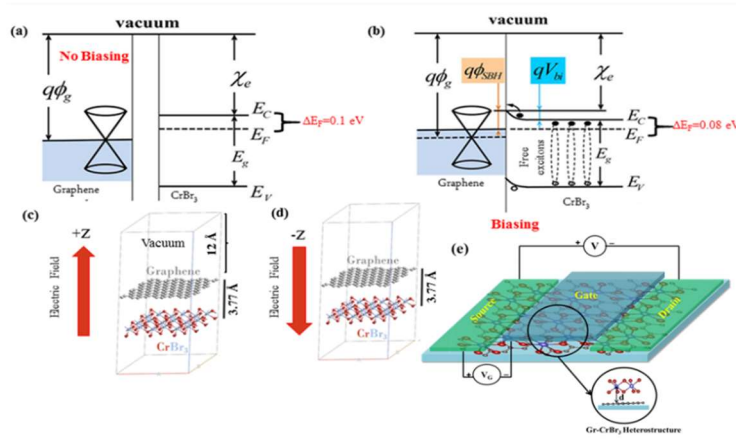 (a)
vacuum
No Biasing
qϕg
χe
EC
EF
ΔEF=0.1 eV
Eg
EV
Graphene
CrBr3
(b)
vacuum
qϕg
qϕSBH
qVbi
χe
EC
EF
ΔEF=0.08 eV
Free excitons
Eg
EV
Graphene
CrBr3
Biasing
(c)
+Z
Electric Field
Vacuum
12 Å
Graphene
3.77 Å
CrBr3
(d)
-Z
Electric Field
Graphene
3.77 Å
CrBr3
(e)
+ V −
Source
Gate
Drain
+ VG −
d
Gr-CrBr3 Heterostructure